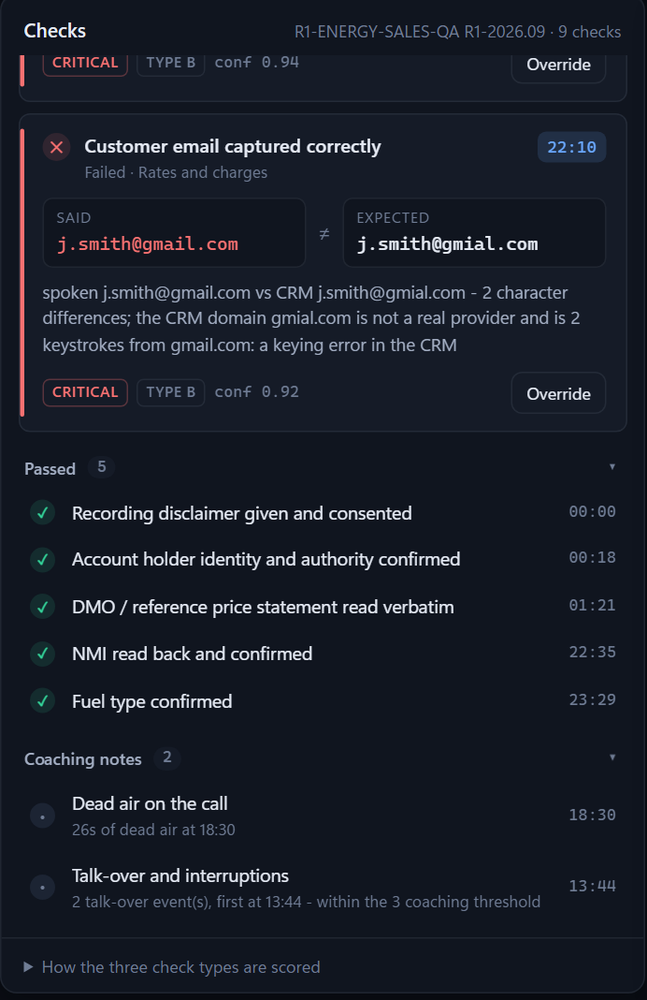 Checks
R1-ENERGY-SALES-QA R1-2026.09 · 9 checks
CRITICAL TYPE B conf 0.94 Override
Customer email captured correctly 22:10
Failed · Rates and charges
SAID
j.smith@gmail.com
≠
EXPECTED
j.smith@gmial.com
spoken j.smith@gmail.com vs CRM j.smith@gmial.com - 2 character
differences; the CRM domain gmial.com is not a real provider and is 2
keystrokes from gmail.com: a keying error in the CRM
CRITICAL TYPE B conf 0.92 Override
Passed 5
Recording disclaimer given and consented 00:00
Account holder identity and authority confirmed 00:18
DMO / reference price statement read verbatim 01:21
NMI read back and confirmed 22:35
Fuel type confirmed 23:29
Coaching notes 2
Dead air on the call 18:30
26s of dead air at 18:30
Talk-over and interruptions 13:44
2 talk-over event(s), first at 13:44 - within the 3 coaching threshold
How the three check types are scored